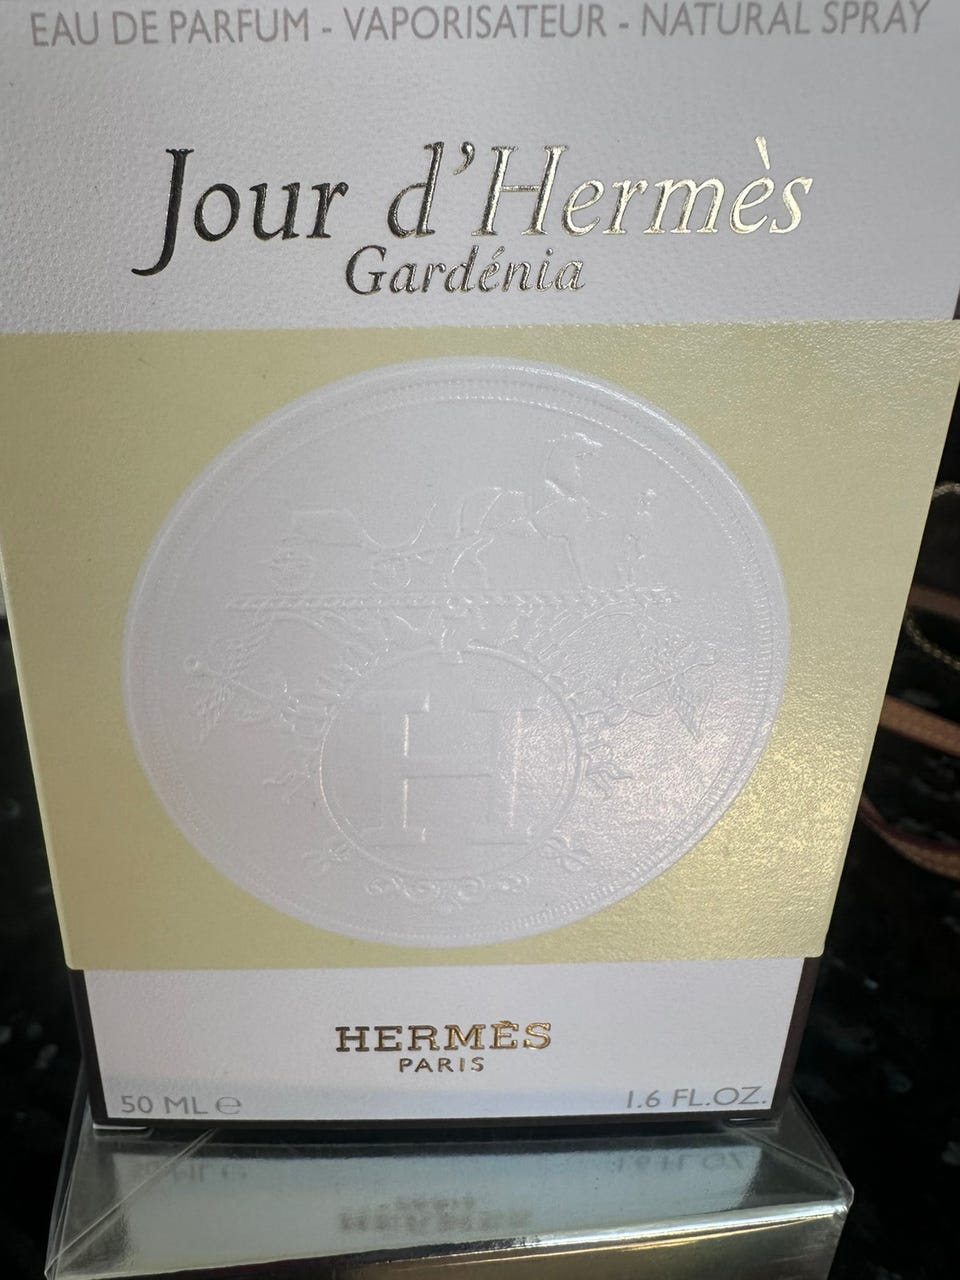 EAU DE PARFUM - VAPORISATEUR - NATURAL SPRAY
Jour d'Hermès
Gardénia
H
HERMÈS
PARIS
50 ML ℮ 1.6 FL.OZ.